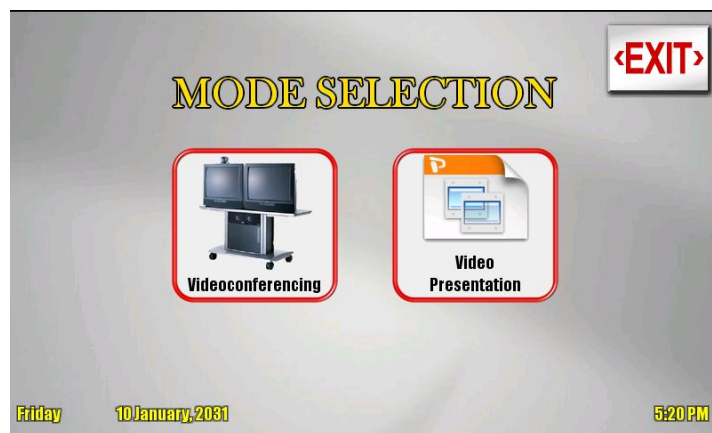 ‹EXIT›
MODE SELECTION
Videoconferencing
Video
Presentation
Friday 10 January, 2031 5:20 PM